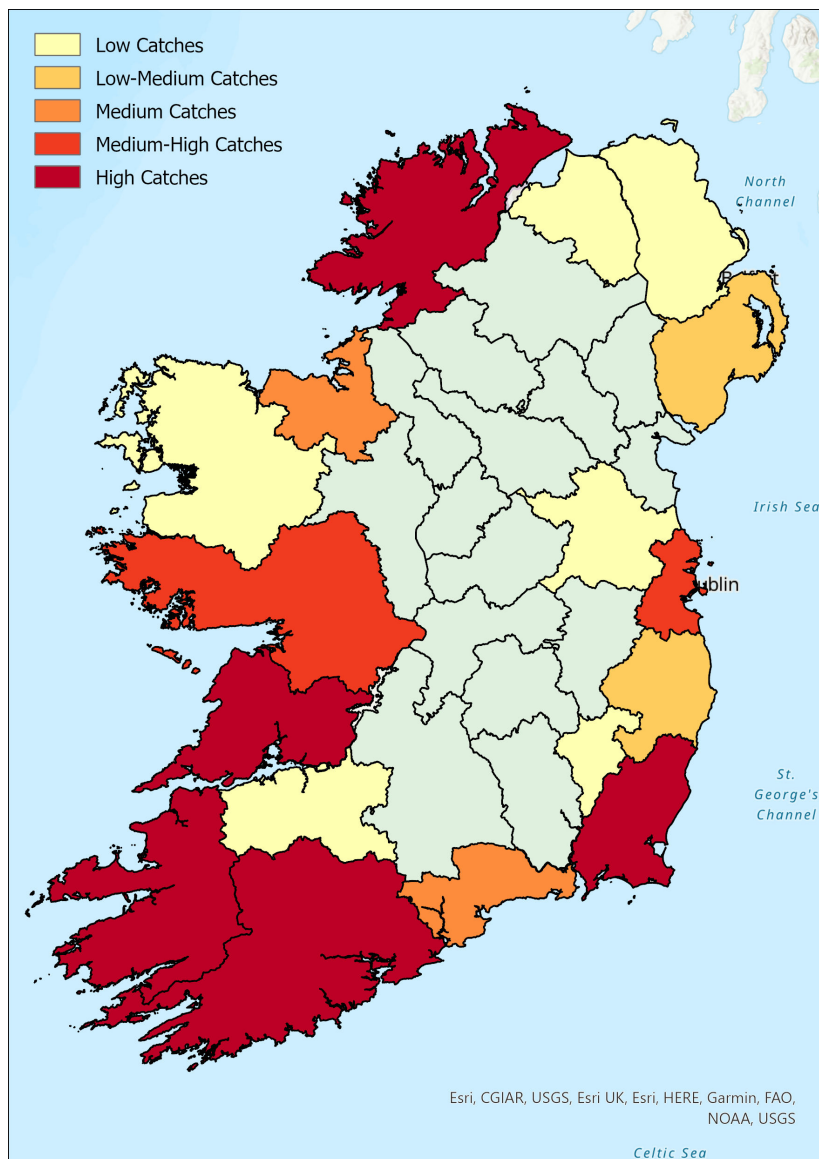 Low Catches
Low-Medium Catches
Medium Catches
Medium-High Catches
High Catches
North
Channel
Irish Sea
ublin
St.
George's
Channel
Esri, CGIAR, USGS, Esri UK, Esri, HERE, Garmin, FAO,
NOAA, USGS
Celtic Sea